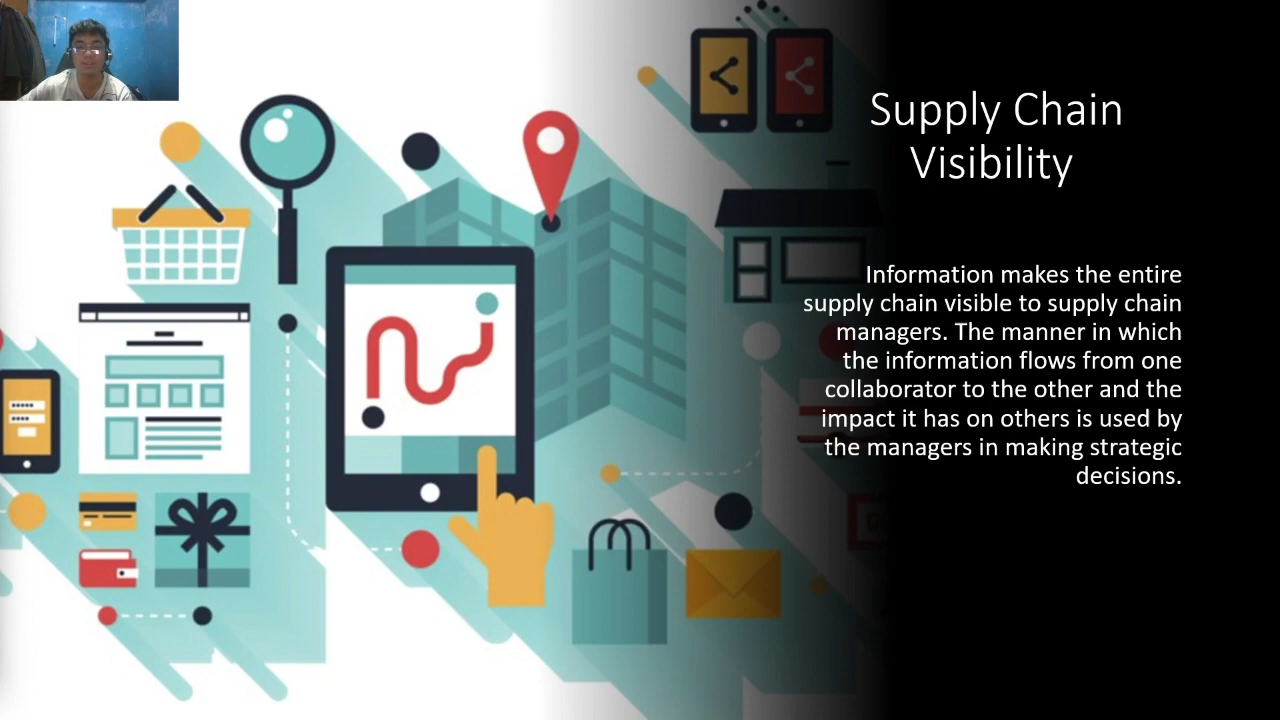 Supply Chain
Visibility
Information makes the entire
supply chain visible to supply chain
managers. The manner in which
the information flows from one
collaborator to the other and the
impact it has on others is used by
the managers in making strategic
decisions.